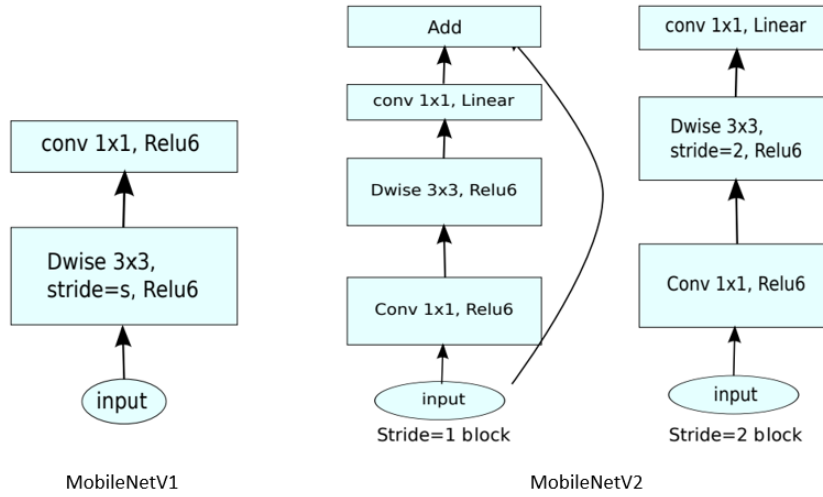 conv 1x1, Relu6
Dwise 3x3,
stride=s, Relu6
input
MobileNetV1
Add
conv 1x1, Linear
Dwise 3x3, Relu6
Conv 1x1, Relu6
input
Stride=1 block
conv 1x1, Linear
Dwise 3x3,
stride=2, Relu6
Conv 1x1, Relu6
input
Stride=2 block
MobileNetV2